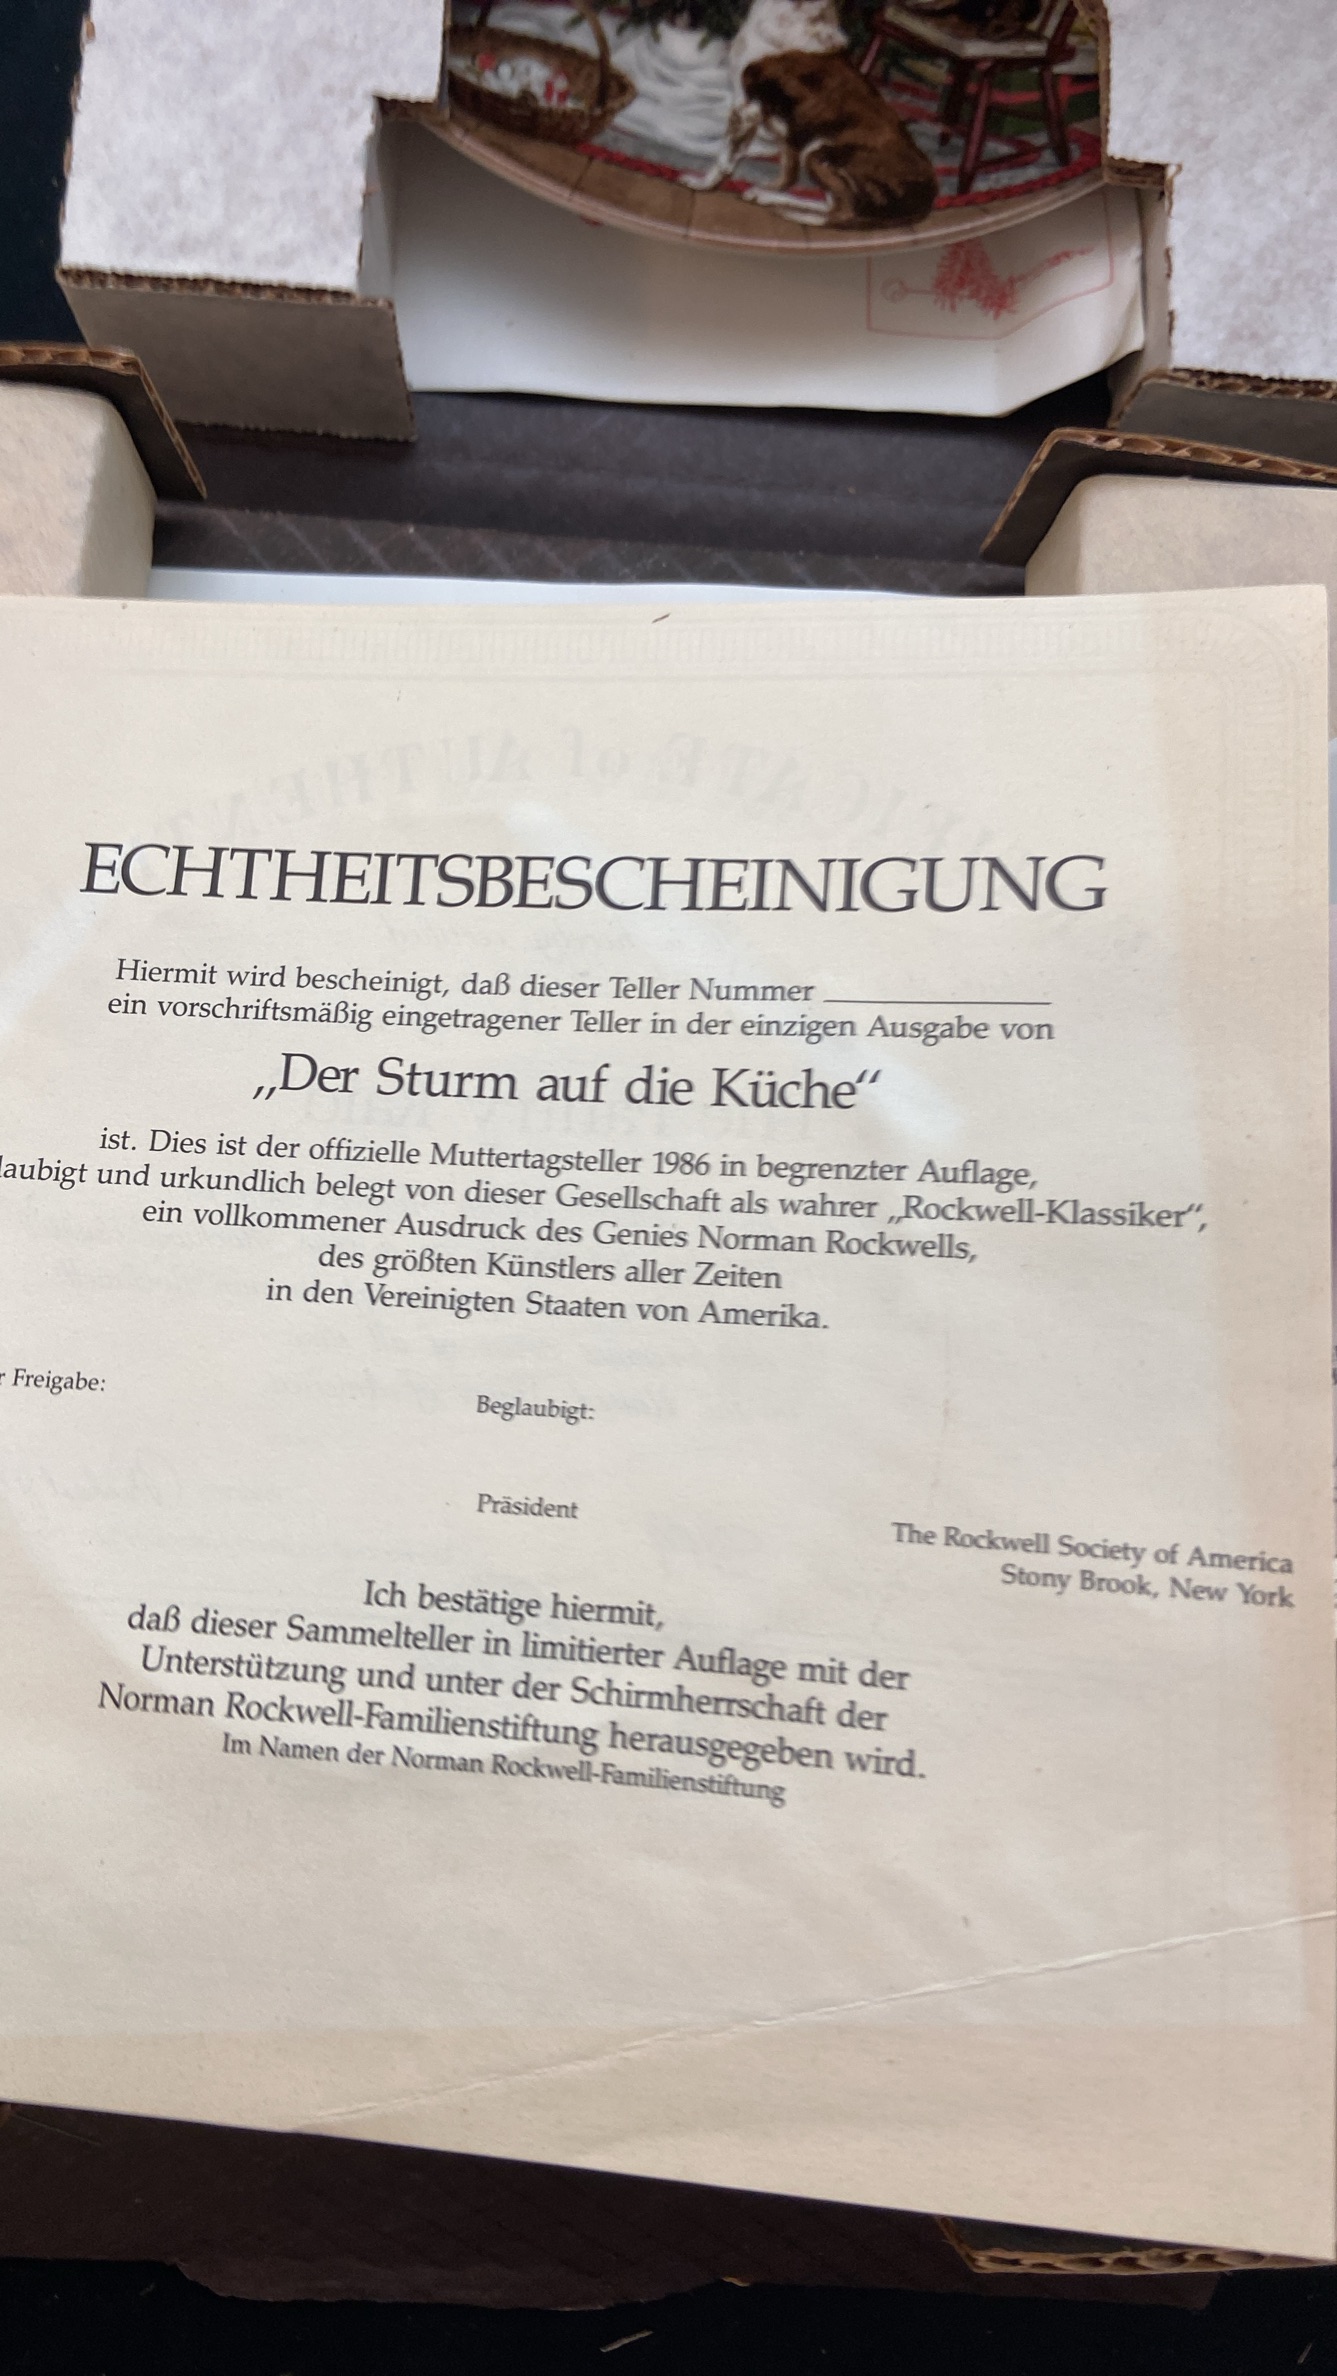 ECHTHEITSBESCHEINIGUNG
Hiermit wird bescheinigt, daß dieser Teller Nummer
ein vorschriftsmäßig eingetragener Teller in der einzigen Ausgabe von
„Der Sturm auf die Küche“
ist. Dies ist der offizielle Muttertagsteller 1986 in begrenzter Auflage,
laubigt und urkundlich belegt von dieser Gesellschaft als wahrer „Rockwell-Klassiker“,
ein vollkommener Ausdruck des Genies Norman Rockwells,
des größten Künstlers aller Zeiten
in den Vereinigten Staaten von Amerika.
r Freigabe:
Beglaubigt:
Präsident
The Rockwell Society of America
Stony Brook, New York
Ich bestätige hiermit,
daß dieser Sammelteller in limitierter Auflage mit der
Unterstützung und unter der Schirmherrschaft der
Norman Rockwell-Familienstiftung herausgegeben wird.
Im Namen der Norman Rockwell-Familienstiftung